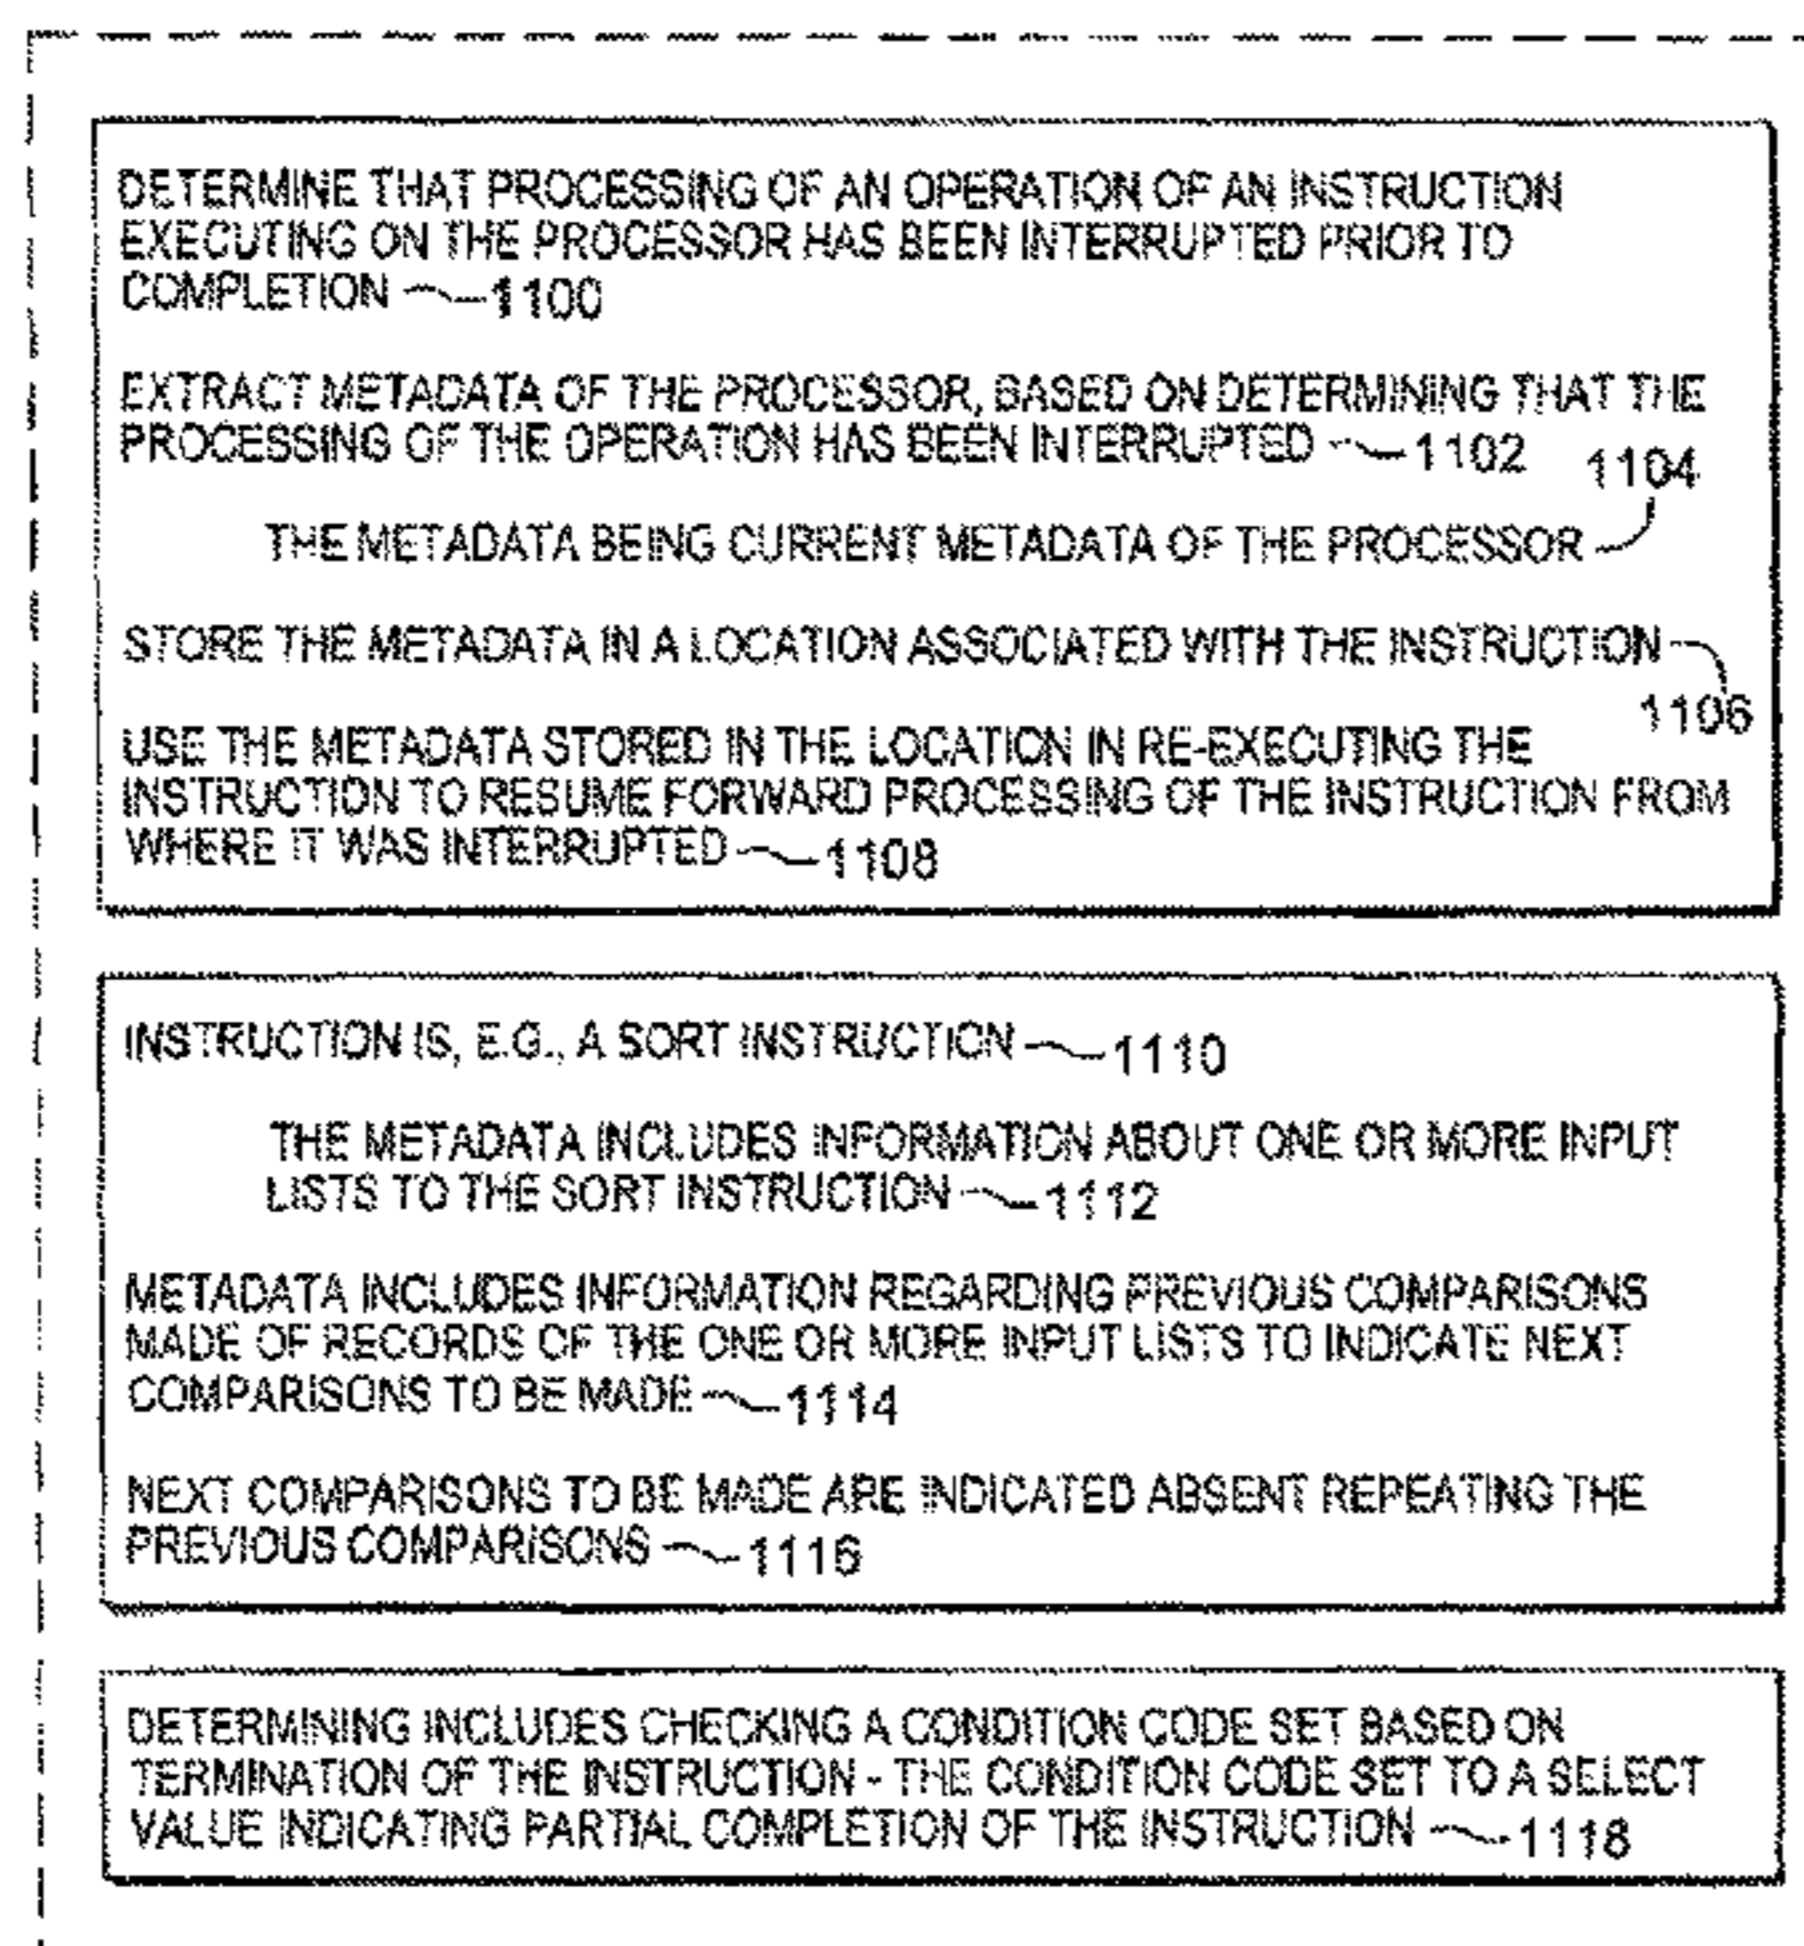 DETERMINE THAT PROCESSING OF AN OPERATION OF AN INSTRUCTION
EXECUTING ON THE PROCESSOR HAS BEEN INTERRUPTED PRIOR TO
COMPLETION 1100
EXTRACT METADATA OF THE PROCESSOR, BASED ON DETERMINING THAT THE
PROCESSING OF THE OPERATION HAS BEEN INTERRUPTED 1102
1104
THE METADATA BEING CURRENT METADATA OF THE PROCESSOR
STORE THE METADATA IN A LOCATION ASSOCIATED WITH THE INSTRUCTION
1106
USE THE METADATA STORED IN THE LOCATION IN RE-EXECUTING THE
INSTRUCTION TO RESUME FORWARD PROCESSING OF THE INSTRUCTION FROM
WHERE IT WAS INTERRUPTED 1108
INSTRUCTION IS, E.G., A SORT INSTRUCTION 1110
THE METADATA INCLUDES INFORMATION ABOUT ONE OR MORE INPUT
LISTS TO THE SORT INSTRUCTION 1112
METADATA INCLUDES INFORMATION REGARDING PREVIOUS COMPARISONS
MADE OF RECORDS OF THE ONE OR MORE INPUT LISTS TO INDICATE NEXT
COMPARISONS TO BE MADE 1114
NEXT COMPARISONS TO BE MADE ARE INDICATED ABSENT REPEATING THE
PREVIOUS COMPARISONS 1116
DETERMINING INCLUDES CHECKING A CONDITION CODE SET BASED ON
TERMINATION OF THE INSTRUCTION - THE CONDITION CODE SET TO A SELECT
VALUE INDICATING PARTIAL COMPLETION OF THE INSTRUCTION 1118